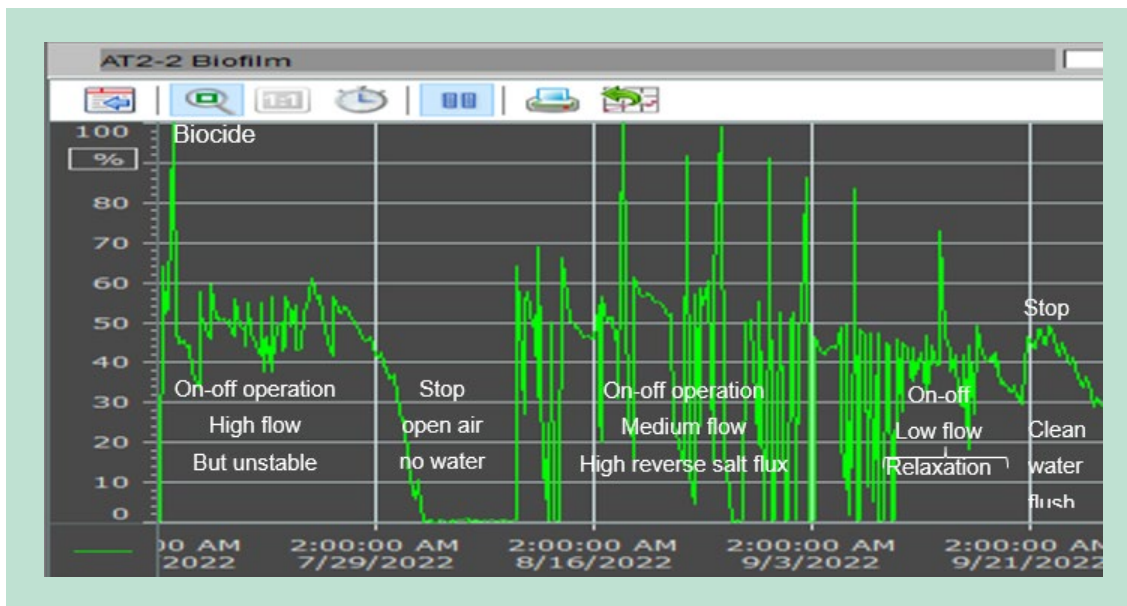 AT2-2 Biofilm
100
Biocide
%
80
70
60
50
40
30
20
10
0
Stop
On-off operation
High flow
But unstable
Stop
open air
no water
On-off operation
Medium flow
High reverse salt flux
On-off
Low flow
Relaxation
Clean
water
flush
00 AM
2:00:00 AM
2:00:00 AM
2:00:00 AM
2:00:00 AM
2022
7/29/2022
8/16/2022
9/3/2022
9/21/2022